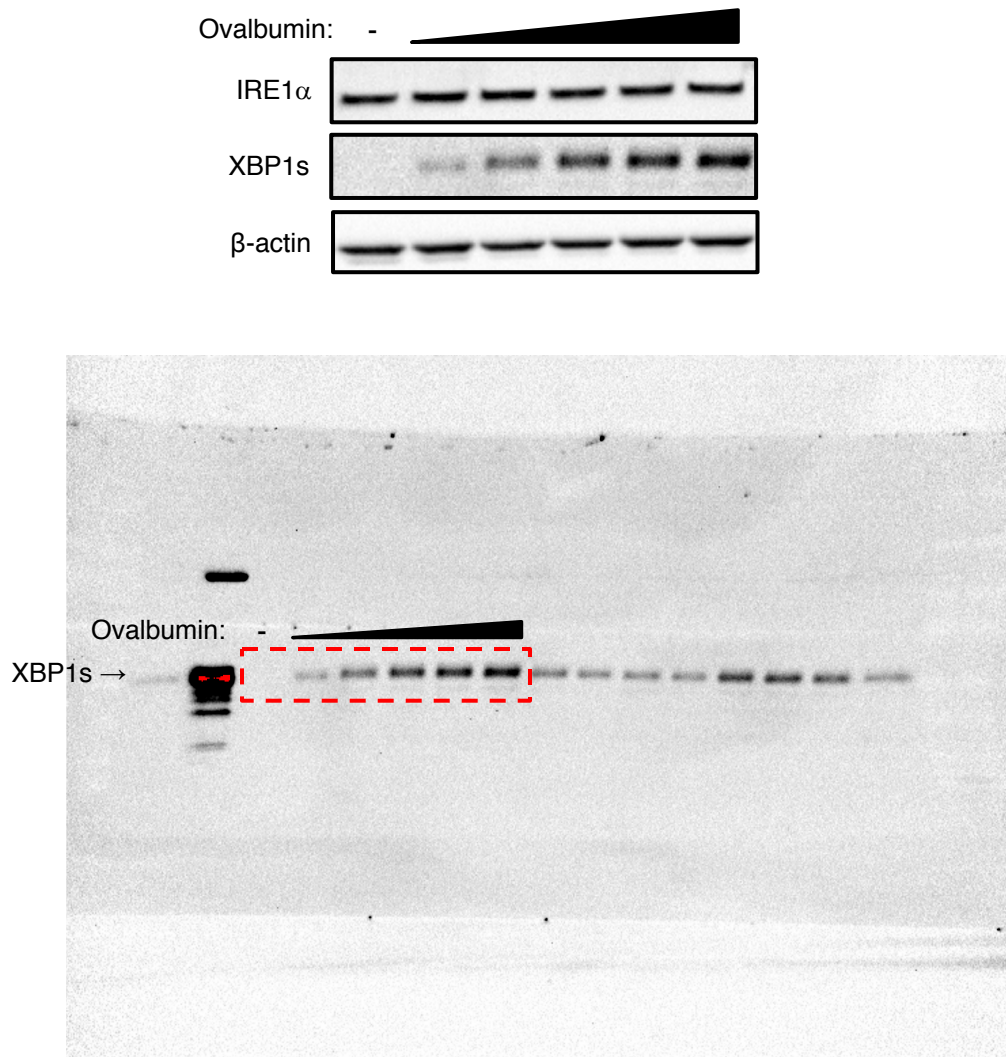 Ovalbumin: -
IRE1α
XBP1s
β-actin
Ovalbumin: -
XBP1s →